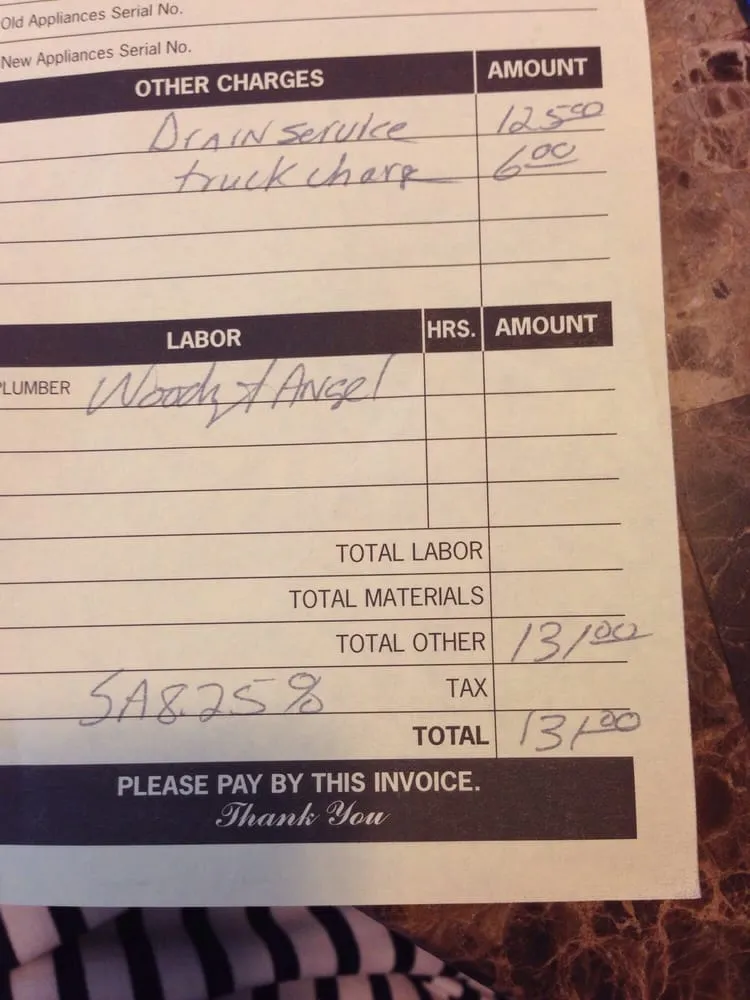 Old Appliances Serial No.
New Appliances Serial No.
OTHER CHARGES AMOUNT
Drain service 125.00
truck charg 6.00
LABOR HRS. AMOUNT
PLUMBER Woody & Angel
TOTAL LABOR
TOTAL MATERIALS
TOTAL OTHER 131.00
SA 8.25% TAX
TOTAL 131.00
PLEASE PAY BY THIS INVOICE.
Thank You